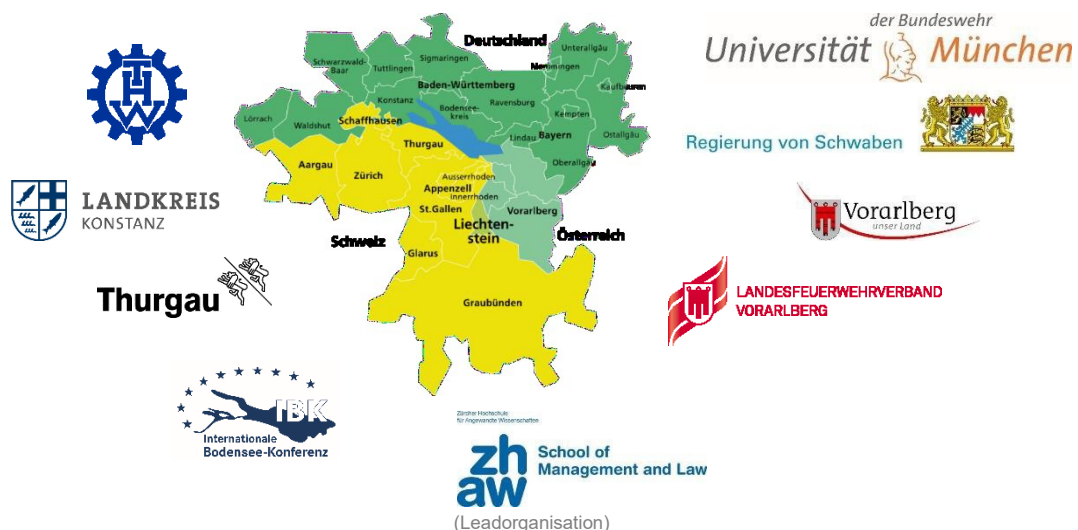 THW
LANDKREIS
KONSTANZ
Thurgau
IBK
Internationale
Bodensee-Konferenz
Deutschland
Sigmaringen
Unterallgäu
Schwarzwald-
Baar
Tuttlingen
Memmingen
Baden-Württemberg
Kaufbeuren
Konstanz
Bodensee-
kreis
Ravensburg
Kempten
Lörrach
Waldshut
Schaffhausen
Lindau
Bayern
Ostallgäu
Thurgau
Oberallgäu
Aargau
Zürich
Ausserrhoden
Appenzell
Innerrhoden
St.Gallen
Vorarlberg
Liechten-
stein
Schweiz
Österreich
Glarus
Graubünden
Zürcher Hochschule
für Angewandte Wissenschaften
zh
aw
School of
Management and Law
(Leadorganisation)
der Bundeswehr
Universität München
Regierung von Schwaben
Vorarlberg
unser Land
LANDESFEUERWEHRVERBAND
VORARLBERG